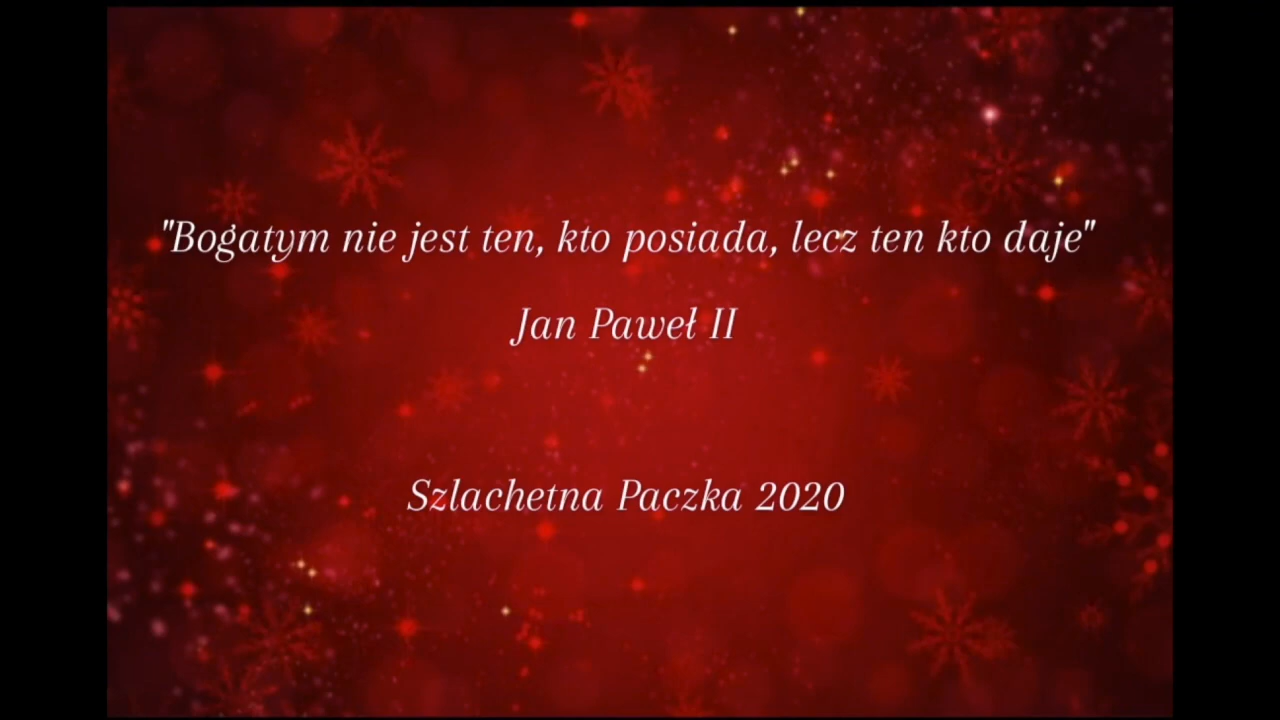 "Bogatym nie jest ten, kto posiada, lecz ten kto daje"
Jan Paweł II
Szlachetna Paczka 2020